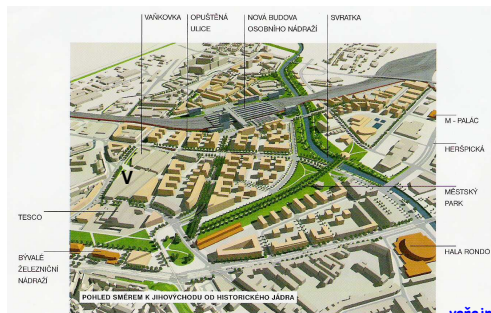 VAŇKOVKA
OPUŠTĚNÁ
ULICE
NOVÁ BUDOVA
OSOBNÍHO NÁDRAŽÍ
SVRATKA
M - PALÁC
HERŠPICKÁ
MĚSTSKÝ
PARK
V
TESCO
HALA RONDO
BÝVALÉ
ŽELEZNIČNÍ
NÁDRAŽÍ
POHLED SMĚREM K JIHOVÝCHODU OD HISTORICKÉHO JÁDRA